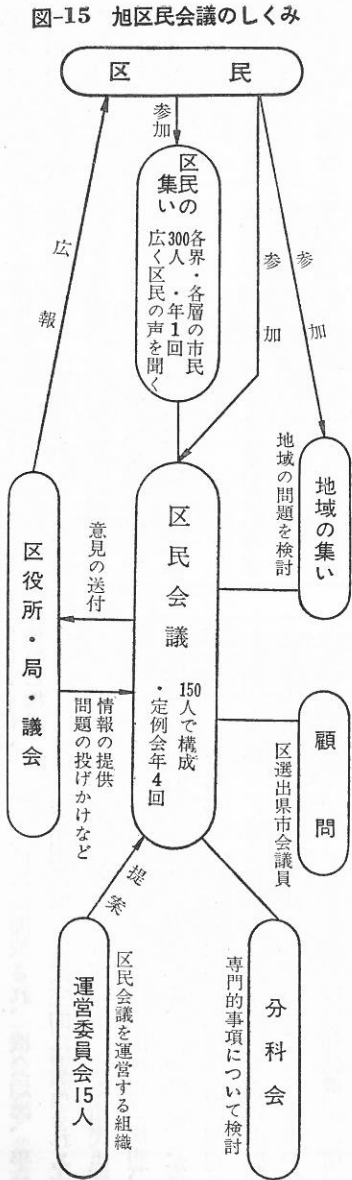 図-15 旭区民会議のしくみ
区民
参加
区民の
集い
各界・各層の市民
300人・年1回
広く区民の声を聞く
参加
参加
広報
地域の集い
地域の問題を検討
区民会議
150人で構成
・定例会年4回
意見の送付
情報の提供
問題の投げかけなど
区役所・局・議会
顧問
区選出県市会議員
提案
運営委員会15人
区民会議を運営する組織
分科会
専門的事項について検討